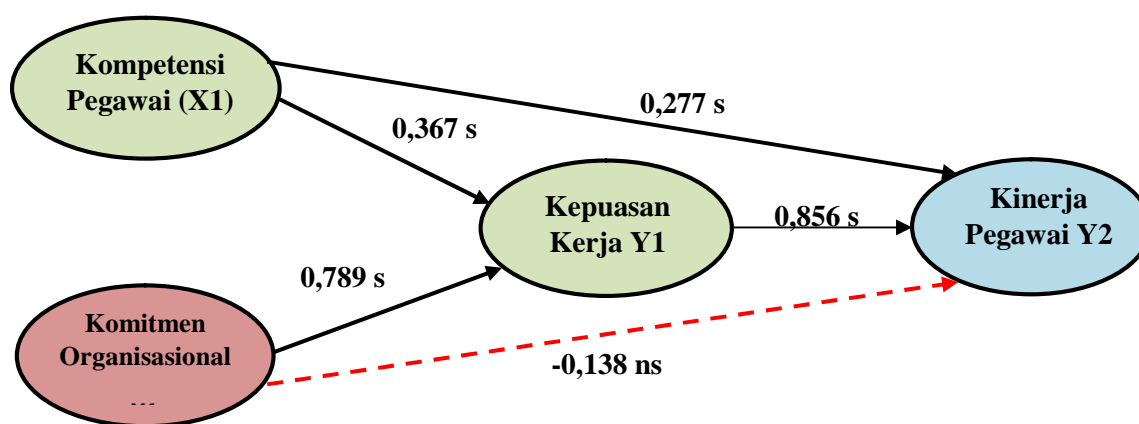 Kompetensi
Pegawai (X1)
0,277 s
0,367 s
Kepuasan
Kerja Y1
0,856 s
Kinerja
Pegawai Y2
0,789 s
Komitmen
Organisasional
-0,138 ns